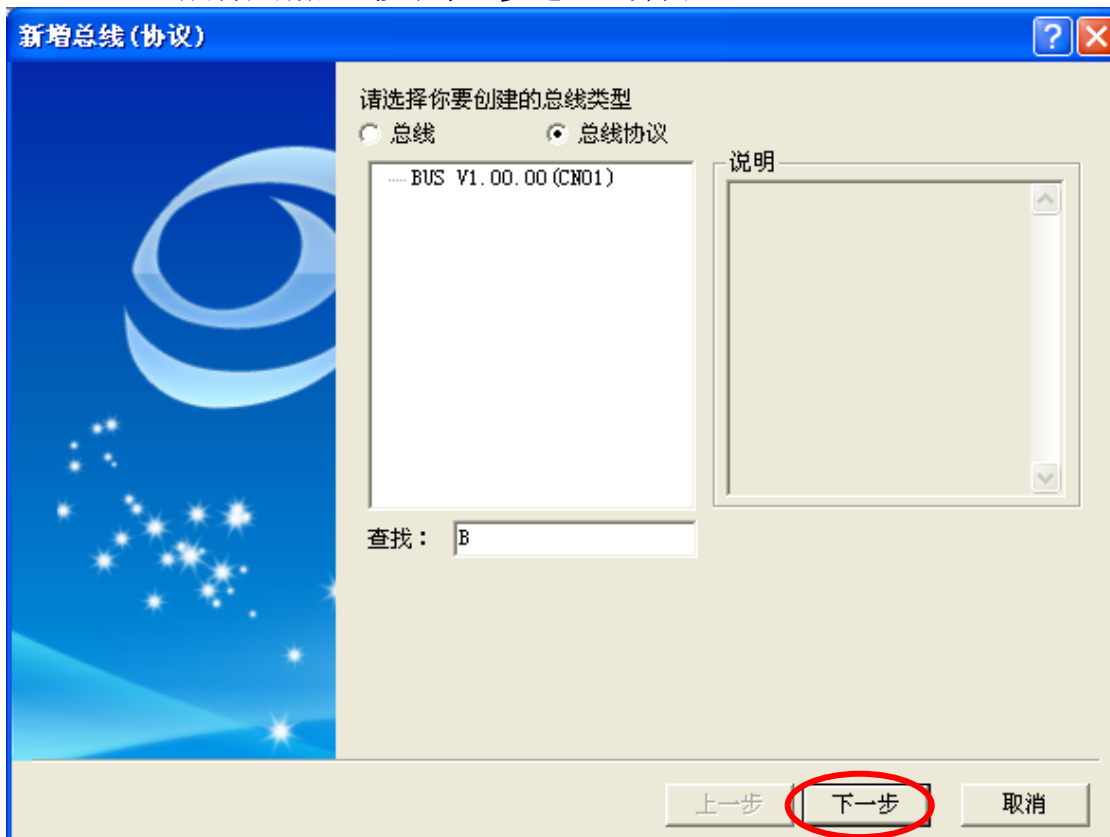 新增总线(协议)
请选择你要创建的总线类型
总线 总线协议
BUS V1.00.00(CN01)
说明
查找： B
上一步 下一步 取消